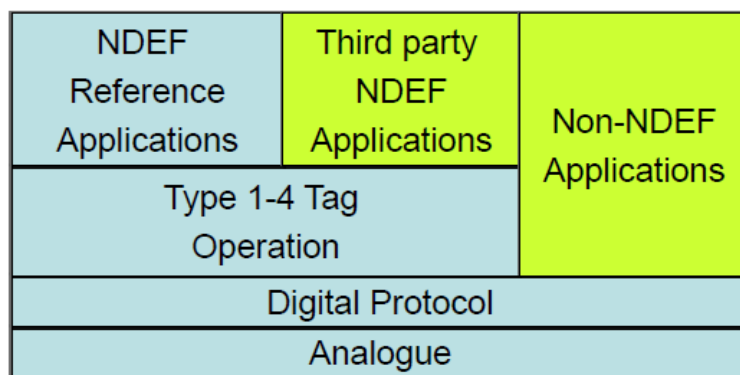 NDEF
Reference
Applications
Third party
NDEF
Applications
Non-NDEF
Applications
Type 1-4 Tag
Operation
Digital Protocol
Analogue